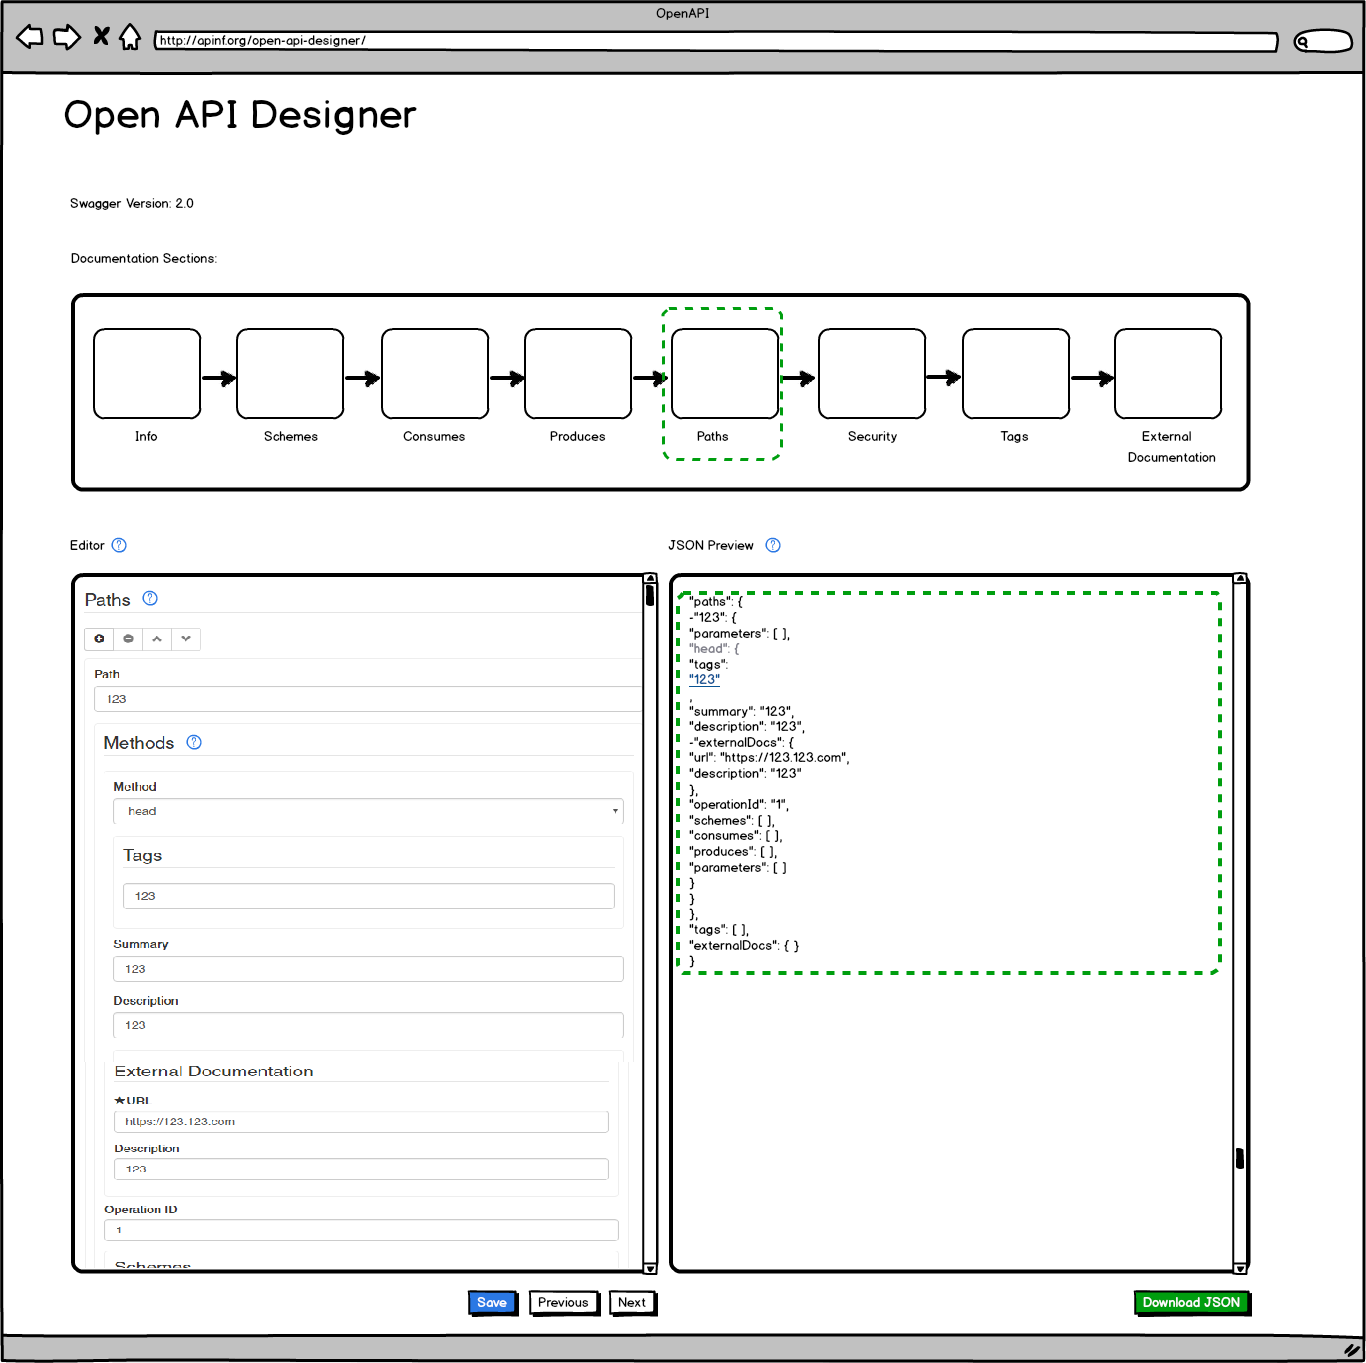 OpenAPI
http://apinf.org/open-api-designer/
Open API Designer
Swagger Version: 2.0
Documentation Sections:
Info
Schemes
Consumes
Produces
Paths
Security
Tags
External
Documentation
Editor ?
Paths ?
Path
123
Methods ?
Method
head
Tags
123
Summary
123
Description
123
External Documentation
★URL
https://123.123.com
Description
123
Operation ID
1
Schemes
JSON Preview ?
"paths": {
-"123": {
"parameters": [ ],
"head": {
"tags":
"123"
,
"summary": "123",
"description": "123",
-"externalDocs": {
"url": "https://123.123.com",
"description": "123"
},
"operationId": "1",
"schemes": [ ],
"consumes": [ ],
"produces": [ ],
"parameters": [ ]
}
}
},
"tags": [ ],
"externalDocs": { }
}
Save
Previous
Next
Download JSON